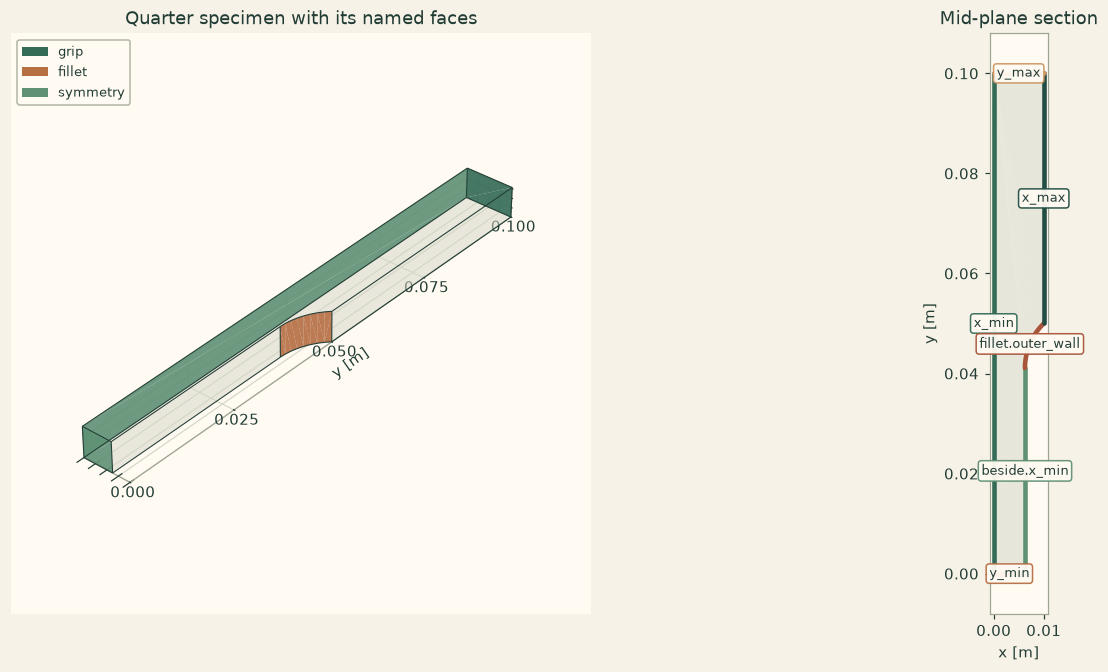 Quarter specimen with its named faces
grip
fillet
symmetry
0.100
0.075
0.050
y [m]
0.025
0.000
Mid-plane section
y_max
0.10
0.08
x_max
0.06
x_min
fillet.outer_wall
y [m]
0.04
0.02
beside.x_min
0.00
y_min
0.00 0.01
x [m]